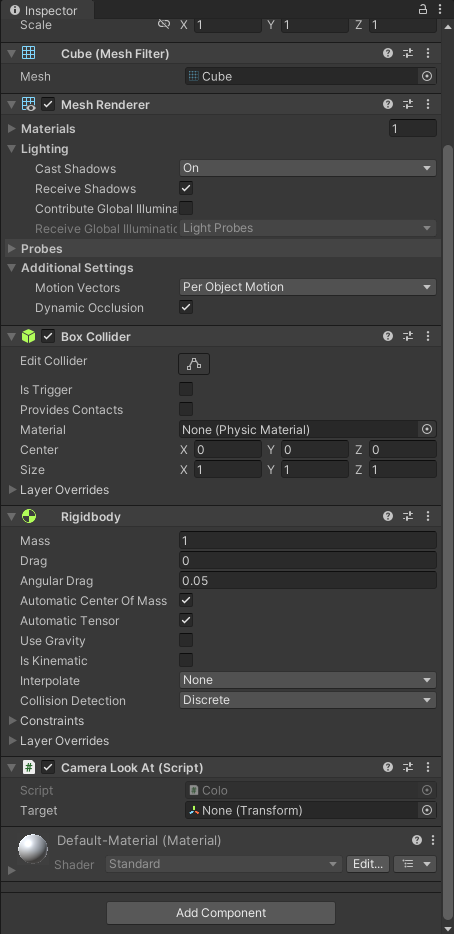 Inspector
Scale X 1 Y 1 Z 1
Cube (Mesh Filter)
Mesh Cube
Mesh Renderer
Materials 1
Lighting
Cast Shadows On
Receive Shadows
Contribute Global Illumina
Receive Global Illuminatic Light Probes
Probes
Additional Settings
Motion Vectors Per Object Motion
Dynamic Occlusion
Box Collider
Edit Collider
Is Trigger
Provides Contacts
Material None (Physic Material)
Center X 0 Y 0 Z 0
Size X 1 Y 1 Z 1
Layer Overrides
Rigidbody
Mass 1
Drag 0
Angular Drag 0.05
Automatic Center Of Mass
Automatic Tensor
Use Gravity
Is Kinematic
Interpolate None
Collision Detection Discrete
Constraints
Layer Overrides
# Camera Look At (Script)
Script # Colo
Target None (Transform)
Default-Material (Material)
Shader Standard Edit...
Add Component